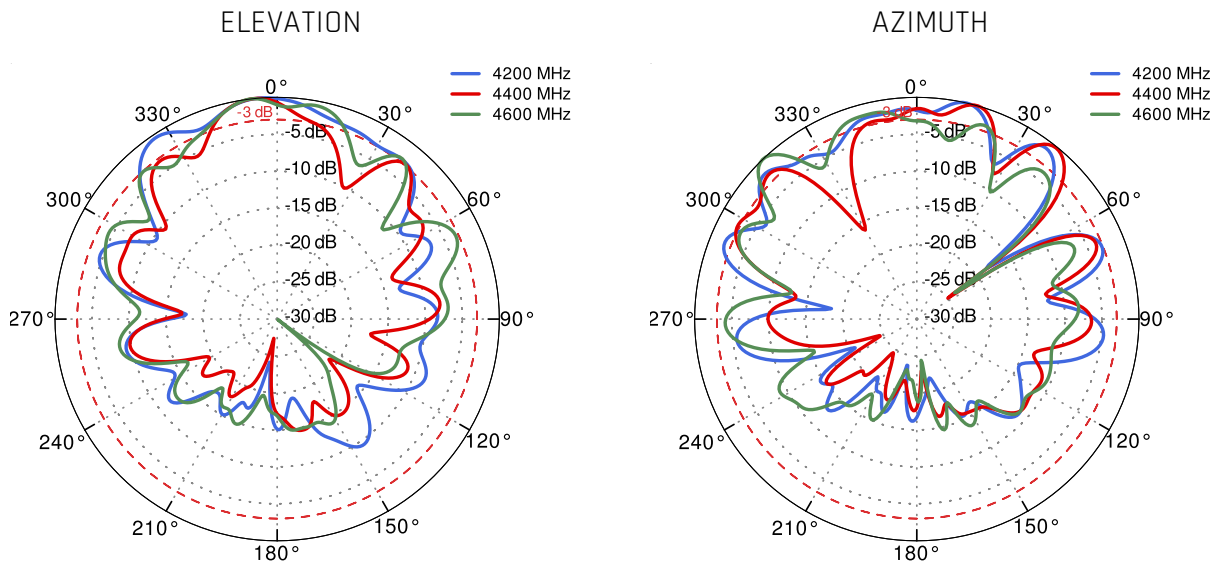 ELEVATION
4200 MHz
4400 MHz
4600 MHz
0°
30°
60°
90°
120°
150°
180°
210°
240°
270°
300°
330°
-3 dB
-5 dB
-10 dB
-15 dB
-20 dB
-25 dB
-30 dB
AZIMUTH
4200 MHz
4400 MHz
4600 MHz
0°
30°
60°
90°
120°
150°
180°
210°
240°
270°
300°
330°
-3 dB
-5 dB
-10 dB
-15 dB
-20 dB
-25 dB
-30 dB